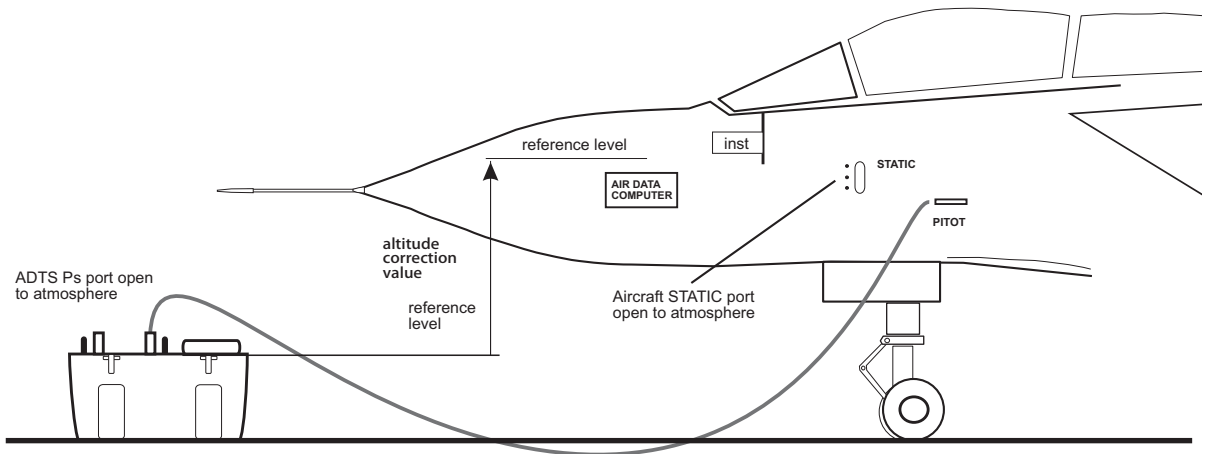 reference level
inst
STATIC
AIR DATA
COMPUTER
PITOT
altitude
correction
value
ADTS Ps port open
to atmosphere
reference
level
Aircraft STATIC port
open to atmosphere